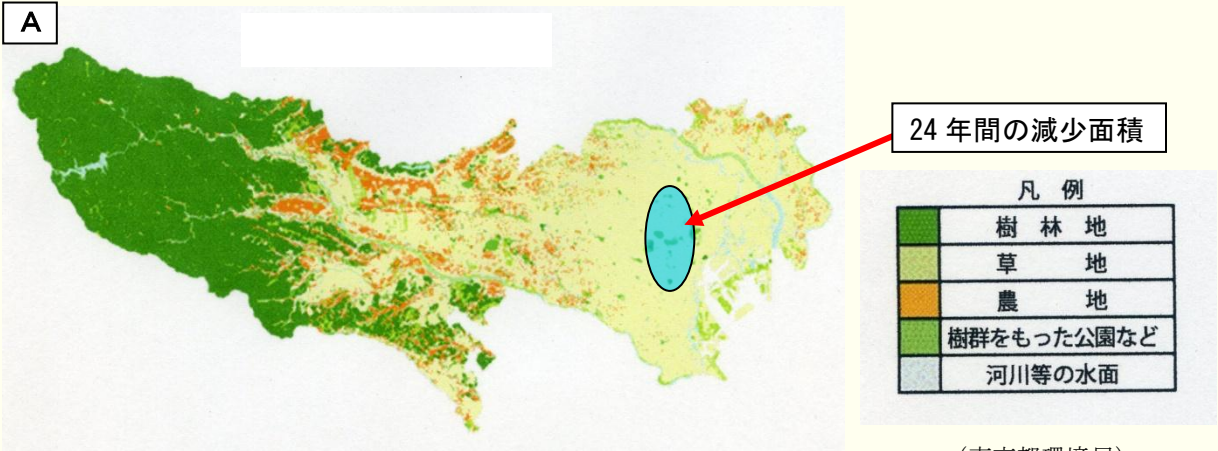 A
24 年間の減少面積
凡 例
樹 林 地
草 地
農 地
樹群をもった公園など
河川等の水面